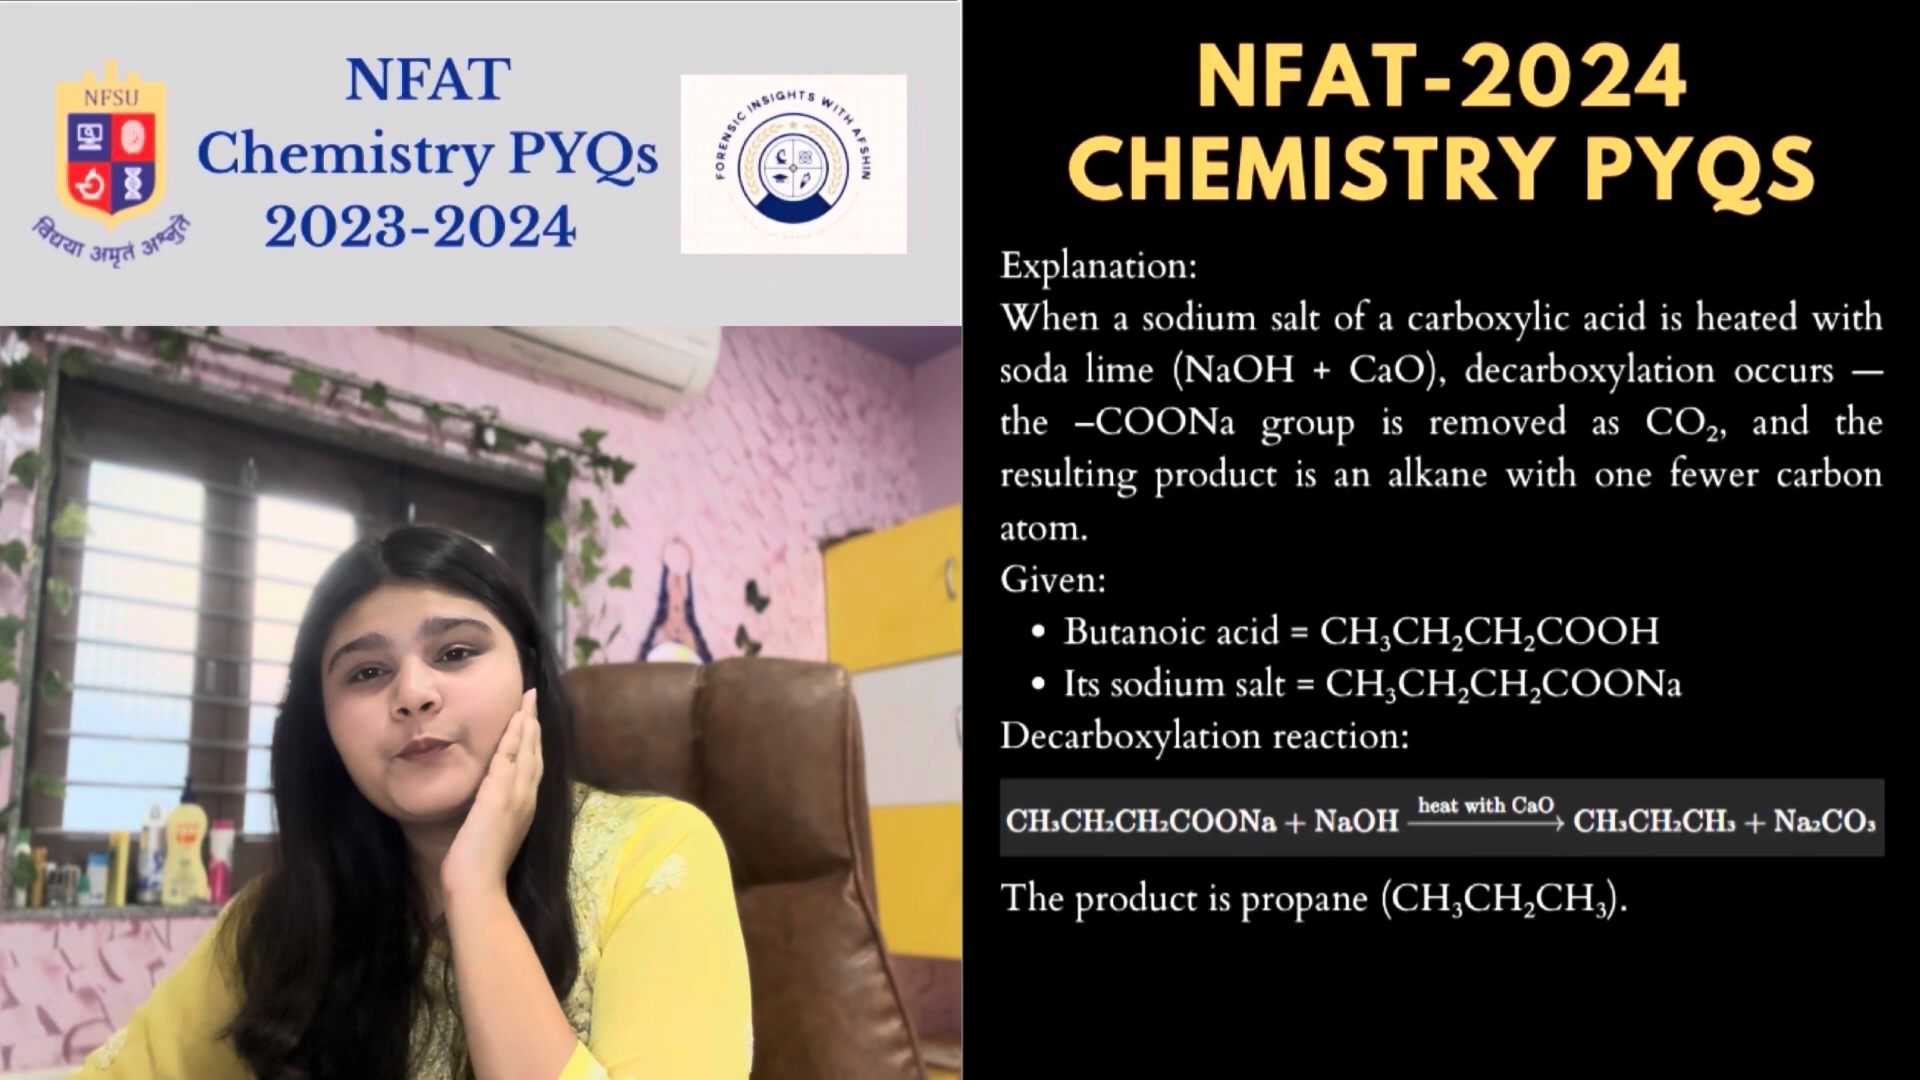 NFSU
विद्यया अमृतं अश्नुते
NFAT
Chemistry PYQs
2023-2024
FORENSIC INSIGHTS WITH AFSHIN
NFAT-2024
CHEMISTRY PYQS
Explanation:
When a sodium salt of a carboxylic acid is heated with
soda lime (NaOH + CaO), decarboxylation occurs —
the –COONa group is removed as CO₂, and the
resulting product is an alkane with one fewer carbon
atom.
Given:
• Butanoic acid = CH₃CH₂CH₂COOH
• Its sodium salt = CH₃CH₂CH₂COONa
Decarboxylation reaction:
CH₃CH₂CH₂COONa + NaOH heat with CaO → CH₃CH₂CH₃ + Na₂CO₃
The product is propane (CH₃CH₂CH₃).